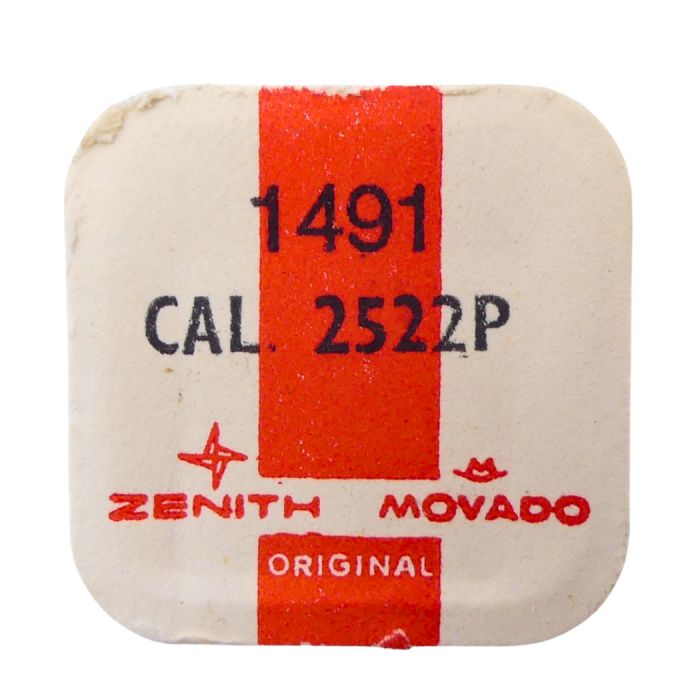 1491
CAL. 2522P
ZENITH MOVADO
ORIGINAL